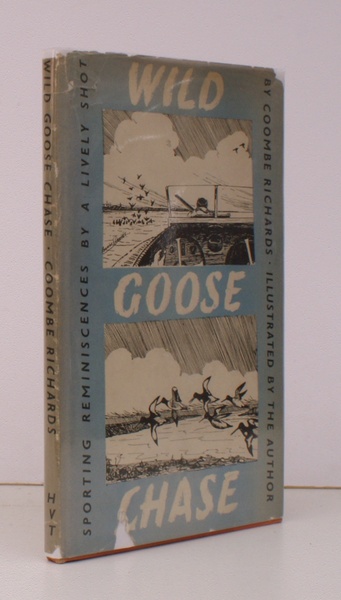 WILD GOOSE CHASE · COOMBE RICHARDS
HVT
SPORTING REMINISCENCES BY A LIVELY SHOT
WILD
GOOSE
CHASE
BY COOMBE RICHARDS · ILLUSTRATED BY THE AUTHOR